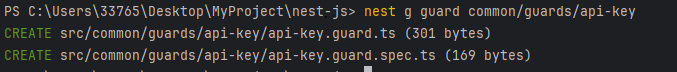 PS C:\Users\33765\Desktop\MyProject\nest-js> nest g guard common/guards/api-key
CREATE src/common/guards/api-key/api-key.guard.ts (301 bytes)
CREATE src/common/guards/api-key/api-key.guard.spec.ts (169 bytes)